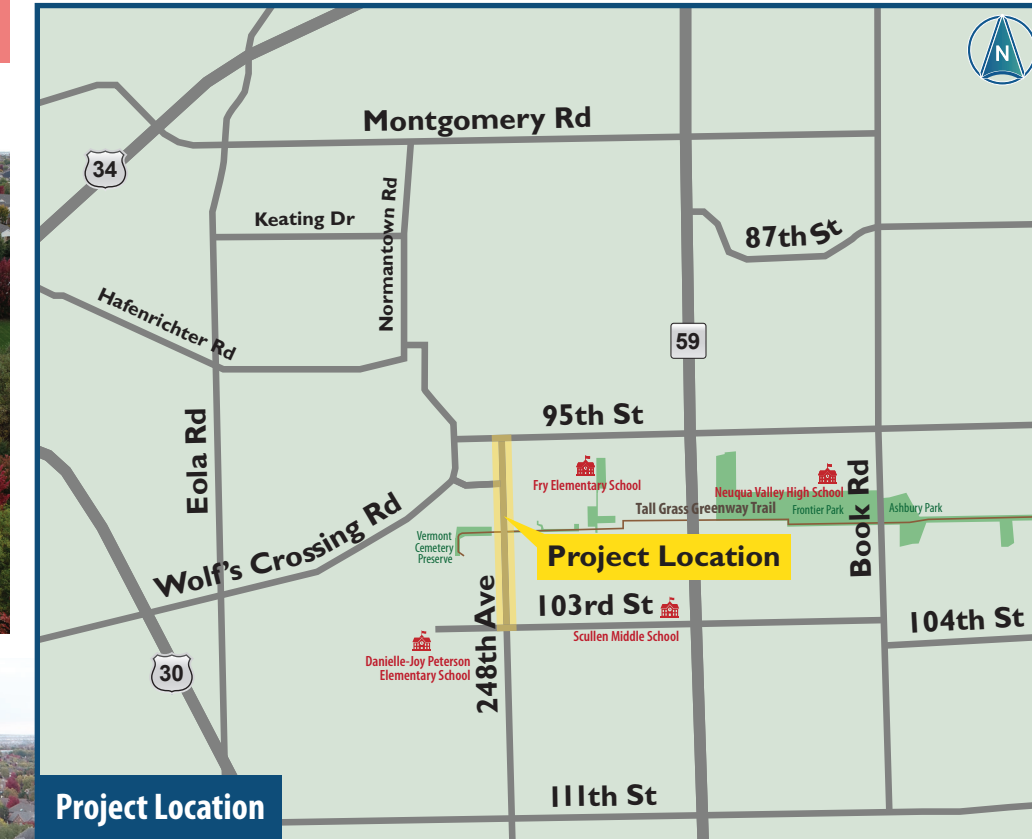 N
Montgomery Rd
34
Keating Dr
Normantown Rd
87th St
Hafenrichter Rd
59
95th St
Eola Rd
Fry Elementary School
Neuqua Valley High School
Tall Grass Greenway Trail
Frontier Park
Book Rd
Ashbury Park
Vermont
Cemetery
Preserve
Wolf's Crossing Rd
Project Location
248th Ave
103rd St
Scullen Middle School
104th St
Danielle-Joy Peterson
Elementary School
30
111th St
Project Location